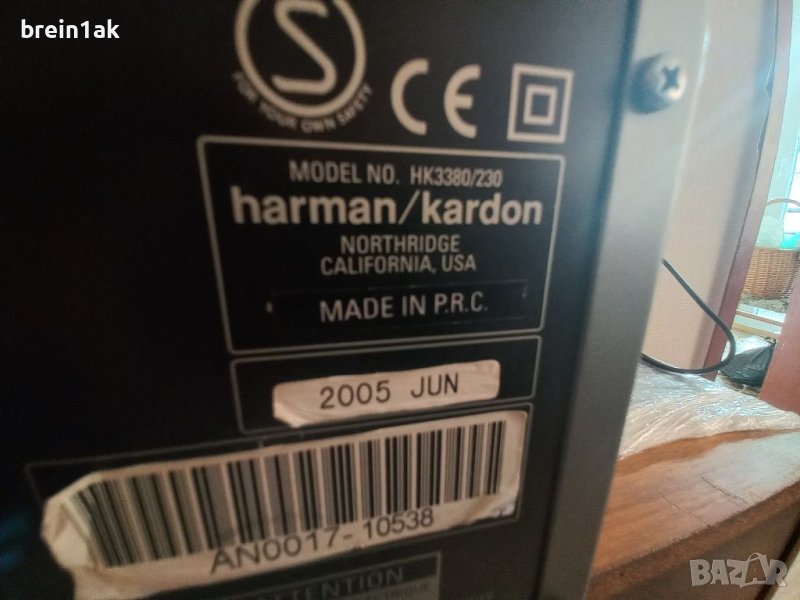 brein1ak
S
FOR YOUR OWN SAFETY
CE
MODEL NO. HK3380/230
harman/kardon
NORTHRIDGE
CALIFORNIA, USA
MADE IN P.R.C.
2005 JUN
AN0017-10538
ATTENTION
BAZAR